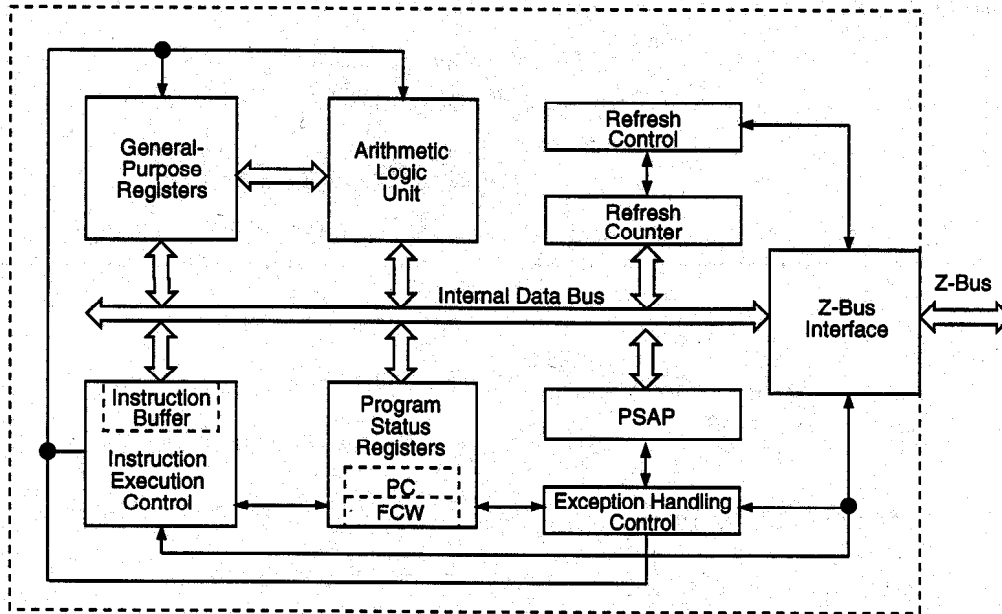 General-
Purpose
Registers
Arithmetic
Logic
Unit
Refresh
Control
Refresh
Counter
Internal Data Bus
Z-Bus
Interface
Z-Bus
Instruction
Buffer
Instruction
Execution
Control
Program
Status
Registers
PC
FCW
PSAP
Exception Handling
Control